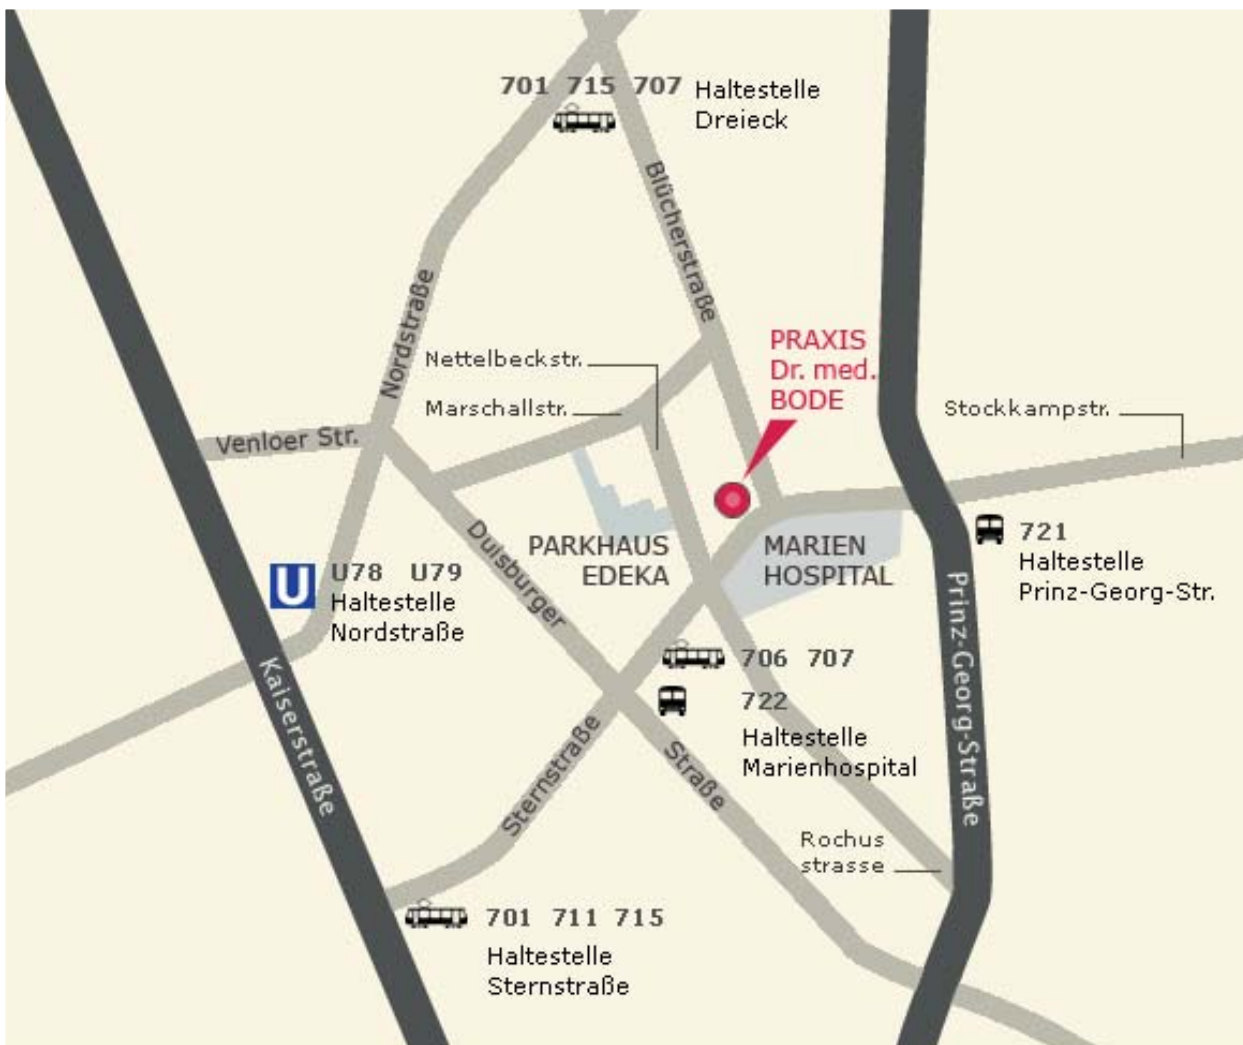 701 715 707 Haltestelle
Dreieck
Blücherstraße
Nordstraße
Nettelbeckstr.
PRAXIS
Dr. med.
BODE
Marschallstr.
Stockkampstr.
Venloer Str.
Duisburger
PARKHAUS
EDEKA
MARIEN
HOSPITAL
721
Haltestelle
Prinz-Georg-Str.
U
U78 U79
Haltestelle
Nordstraße
Prinz-Georg-Straße
Kaiserstraße
706 707
722
Haltestelle
Marienhospital
Sternstraße
Straße
Rochus
strasse
701 711 715
Haltestelle
Sternstraße